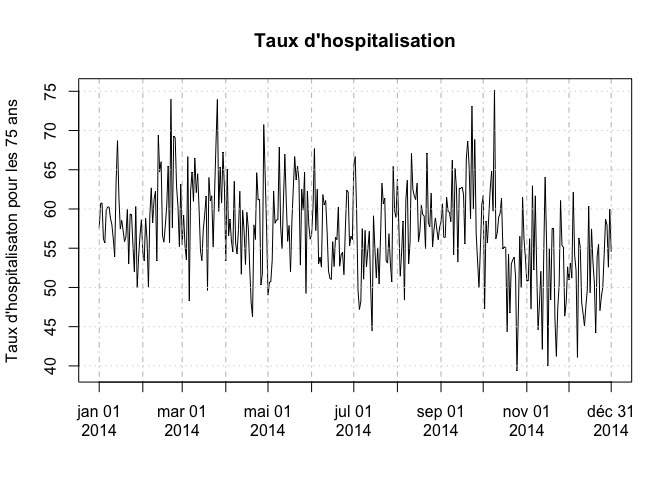 Taux d'hospitalisation
Taux d'hospitalisaton pour les 75 ans
75
70
65
60
55
50
45
40
jan 01 mar 01 mai 01 jul 01 sep 01 nov 01 déc 31
2014 2014 2014 2014 2014 2014 2014